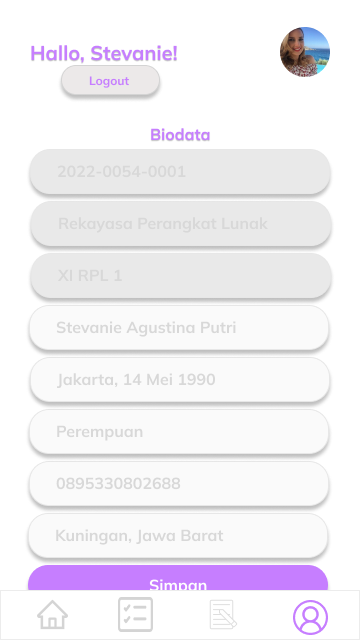 Hallo, Stevanie!
Logout
Biodata
2022-0054-0001
Rekayasa Perangkat Lunak
XI RPL 1
Stevanie Agustina Putri
Jakarta, 14 Mei 1990
Perempuan
0895330802688
Kuningan, Jawa Barat
Simpan